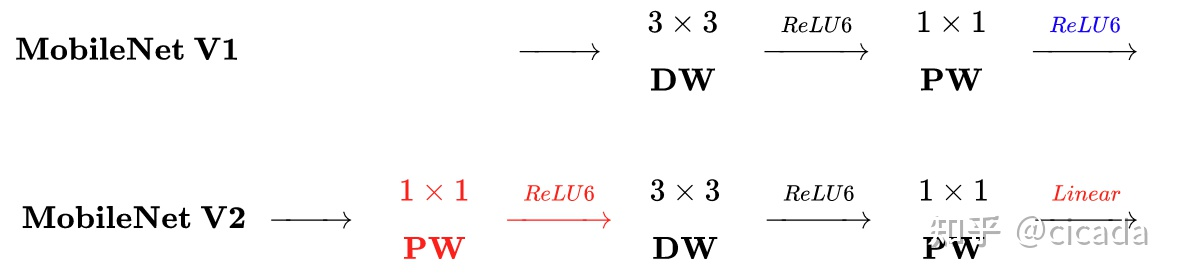 MobileNet V1 ⟶ 3 × 3 DW ReLU6 ⟶ 1 × 1 PW ReLU6 ⟶
MobileNet V2 ⟶ 1 × 1 PW ReLU6 ⟶ 3 × 3 DW ReLU6 ⟶ 1 × 1 PW Linear ⟶
知乎 @cicada